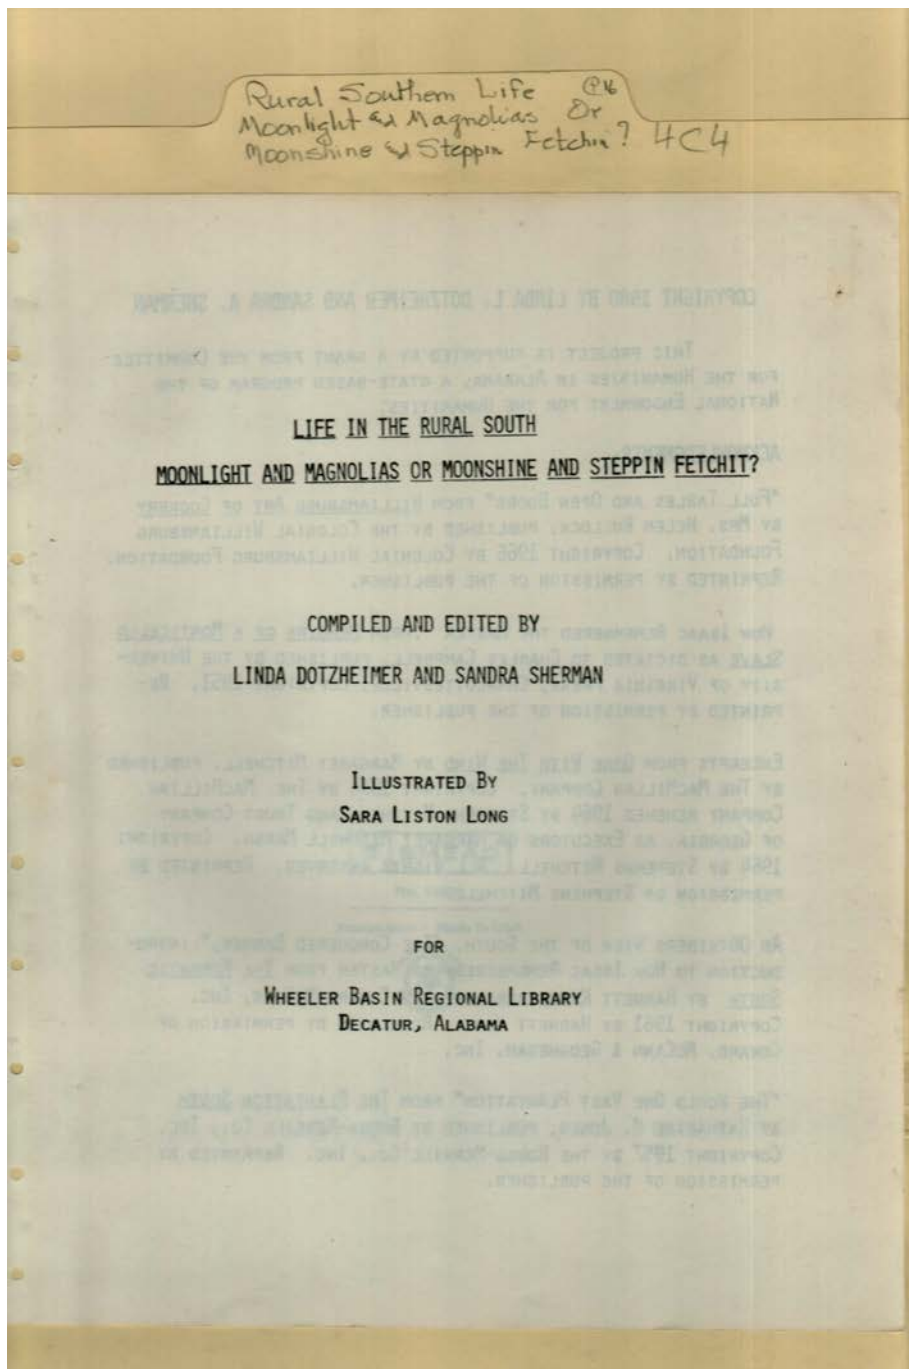 Rural Southern Life
Moonlight & Magnolias Or
Moonshine & Steppin Fetchin? 4C4
LIFE IN THE RURAL SOUTH
MOONLIGHT AND MAGNOLIAS OR MOONSHINE AND STEPPIN FETCHIT?
COMPILED AND EDITED BY
LINDA DOTZHEIMER AND SANDRA SHERMAN
ILLUSTRATED BY
SARA LISTON LONG
FOR
WHEELER BASIN REGIONAL LIBRARY
DECATUR, ALABAMA